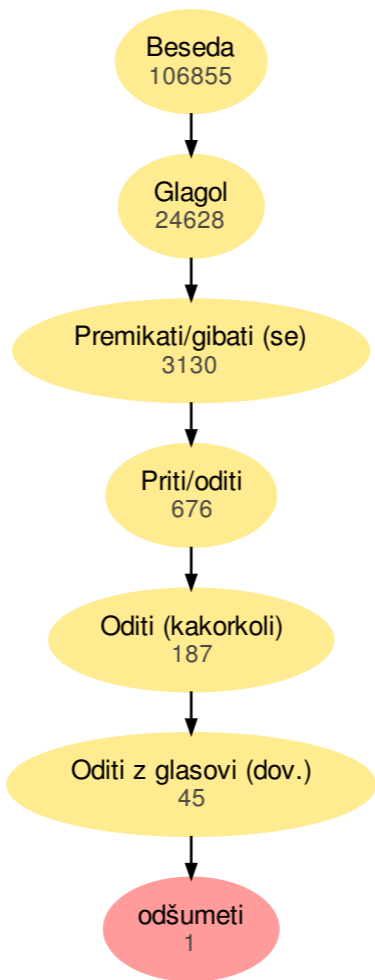 Beseda
106855
Glagol
24628
Premikati/gibati (se)
3130
Priti/oditi
676
Oditi (kakorkoli)
187
Oditi z glasovi (dov.)
45
odšumeti
1